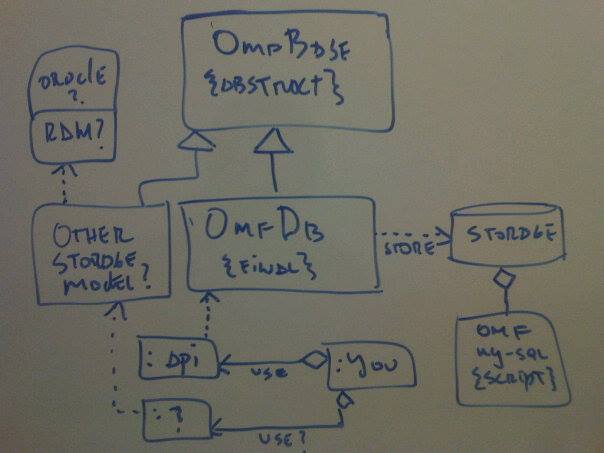 OmfBASE
{ABSTRACT}
ORACLE
?
RDM?
OTHER
STORAGE
MODEL?
OmfDB
{FINAL}
STORE
STORAGE
OMF
my-SQL
{SCRIPT}
:Api
USE
:You
:?
USE?